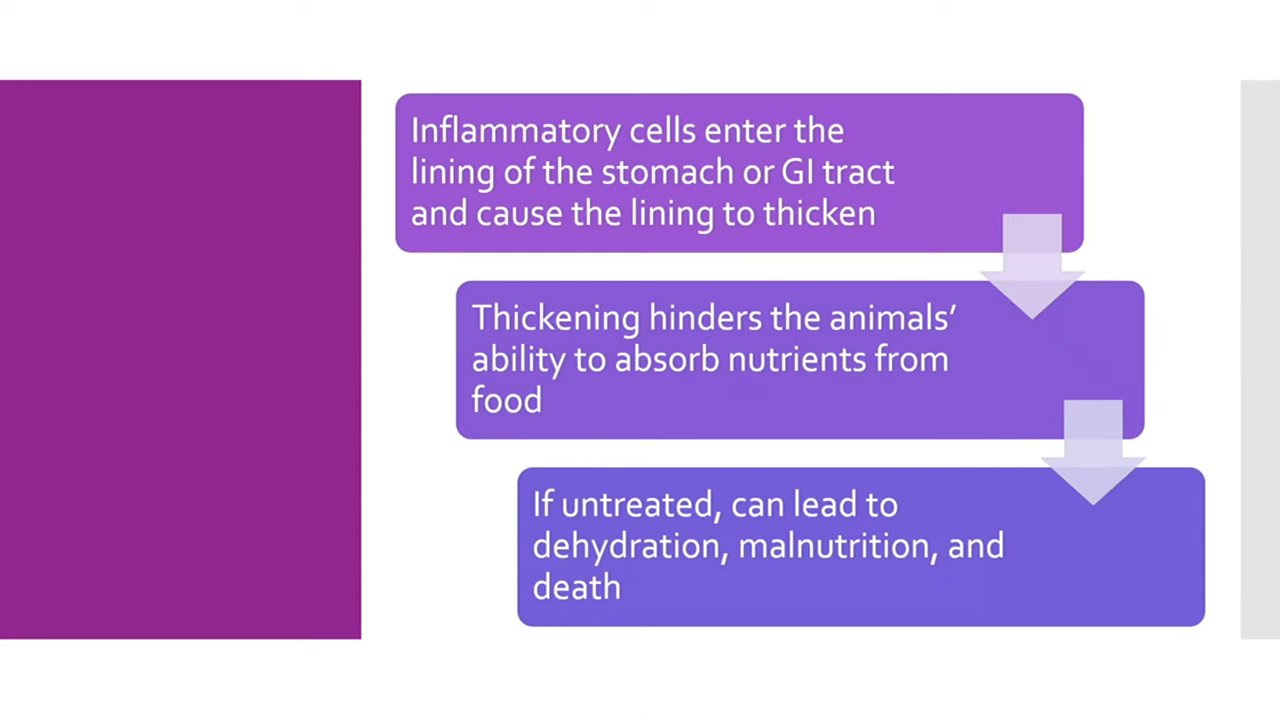 Inflammatory cells enter the
lining of the stomach or GI tract
and cause the lining to thicken
Thickening hinders the animals’
ability to absorb nutrients from
food
If untreated, can lead to
dehydration, malnutrition, and
death